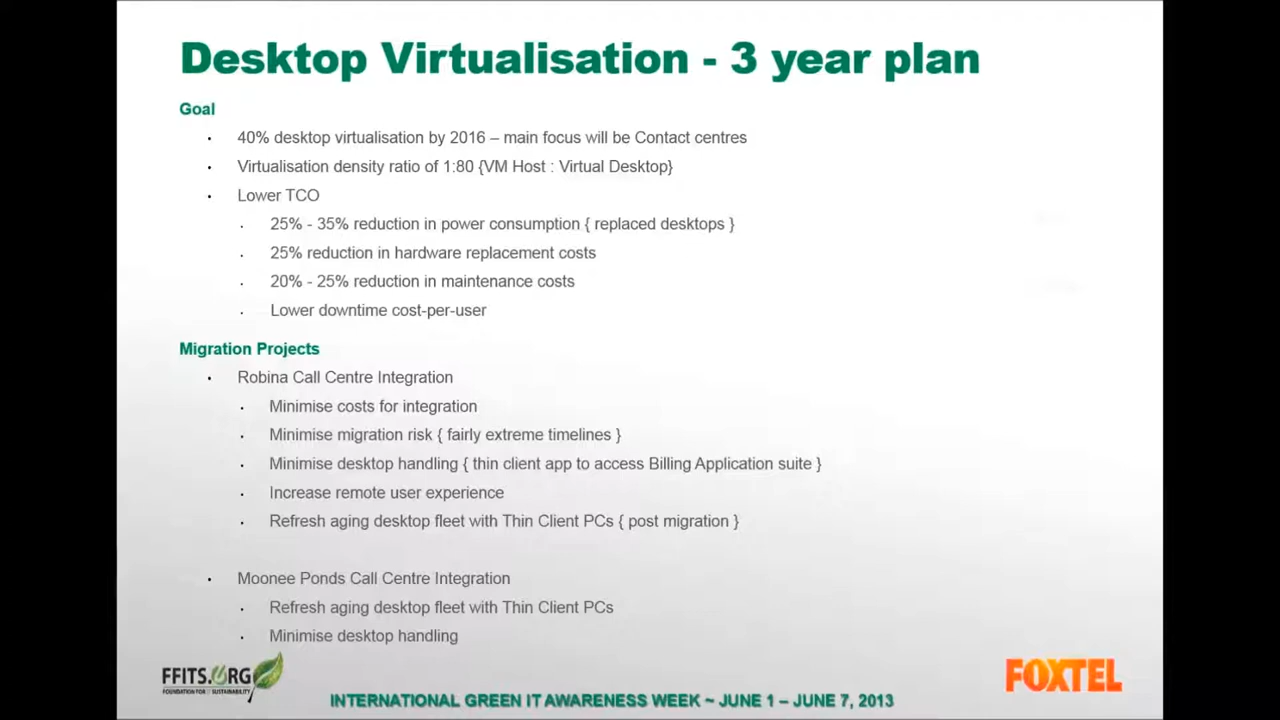 Desktop Virtualisation - 3 year plan
Goal
· 40% desktop virtualisation by 2016 – main focus will be Contact centres
· Virtualisation density ratio of 1:80 {VM Host : Virtual Desktop}
· Lower TCO
· 25% - 35% reduction in power consumption { replaced desktops }
· 25% reduction in hardware replacement costs
· 20% - 25% reduction in maintenance costs
· Lower downtime cost-per-user
Migration Projects
· Robina Call Centre Integration
· Minimise costs for integration
· Minimise migration risk { fairly extreme timelines }
· Minimise desktop handling { thin client app to access Billing Application suite }
· Increase remote user experience
· Refresh aging desktop fleet with Thin Client PCs { post migration }
· Moonee Ponds Call Centre Integration
· Refresh aging desktop fleet with Thin Client PCs
· Minimise desktop handling
FFITS.ORG
FOUNDATION FOR IT SUSTAINABILITY
FOXTEL
INTERNATIONAL GREEN IT AWARENESS WEEK ~ JUNE 1 – JUNE 7, 2013